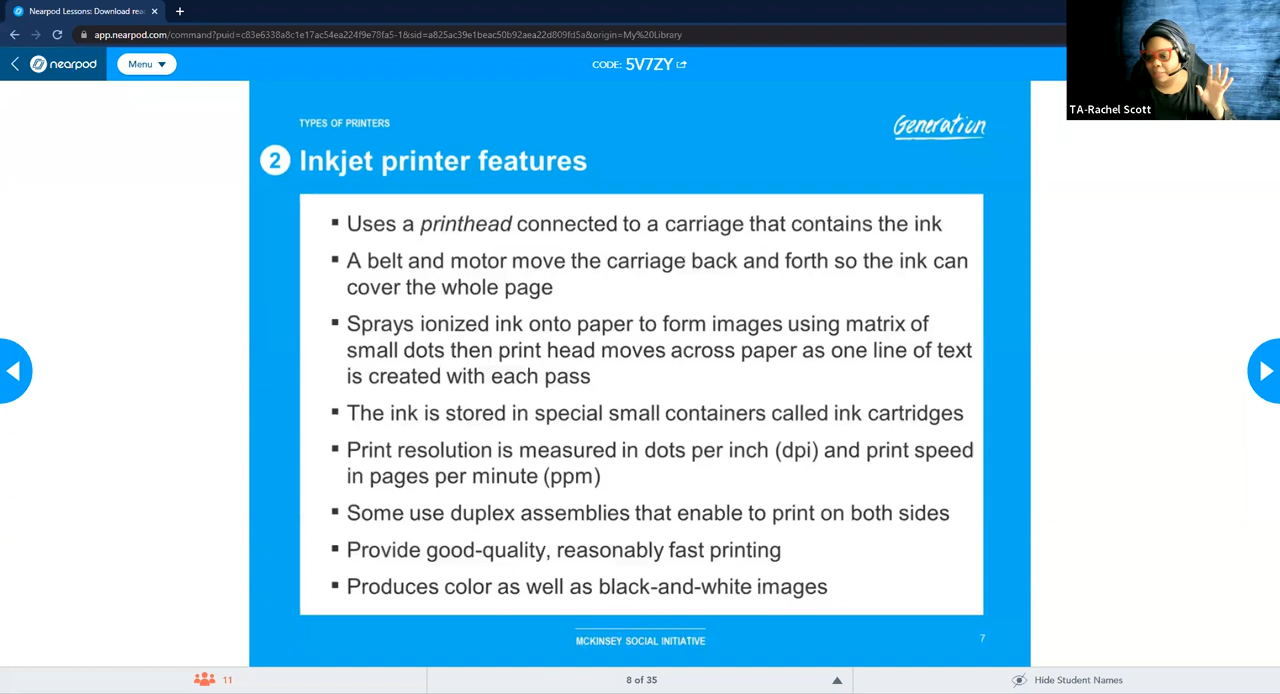 Nearpod Lessons: Download rea
app.nearpod.com/command?puid=c83e6338a8c1e17ac54ea224f9e78fa5-1&sid=a825ac39e1beac50b92aea22d809fd5a&origin=My%20Library
nearpod
Menu
CODE: 5V7ZY
TA-Rachel Scott
TYPES OF PRINTERS
Generation
2 Inkjet printer features
▪ Uses a printhead connected to a carriage that contains the ink
▪ A belt and motor move the carriage back and forth so the ink can
cover the whole page
▪ Sprays ionized ink onto paper to form images using matrix of
small dots then print head moves across paper as one line of text
is created with each pass
▪ The ink is stored in special small containers called ink cartridges
▪ Print resolution is measured in dots per inch (dpi) and print speed
in pages per minute (ppm)
▪ Some use duplex assemblies that enable to print on both sides
▪ Provide good-quality, reasonably fast printing
▪ Produces color as well as black-and-white images
MCKINSEY SOCIAL INITIATIVE
7
11
8 of 35
Hide Student Names